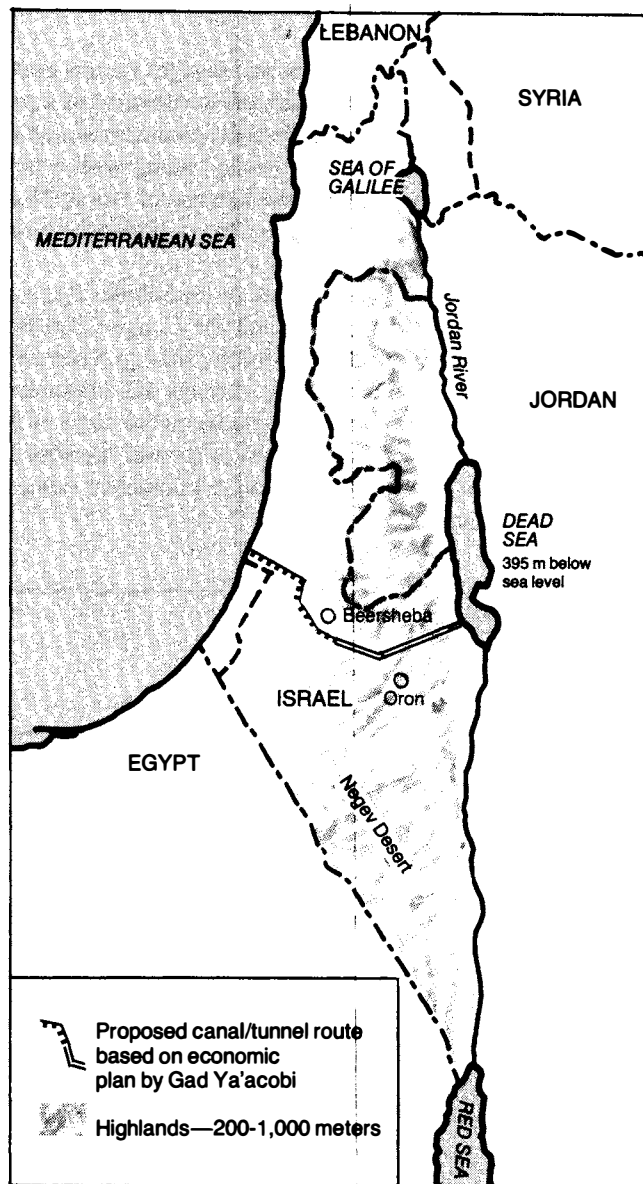 LEBANON
SYRIA
SEA OF
GALILEE
MEDITERRANEAN SEA
Jordan River
JORDAN
DEAD
SEA
395 m below
sea level
Beersheba
ISRAEL
Oron
EGYPT
Negev Desert
Proposed canal/tunnel route
based on economic
plan by Gad Ya'acobi
Highlands—200-1,000 meters
RED SEA